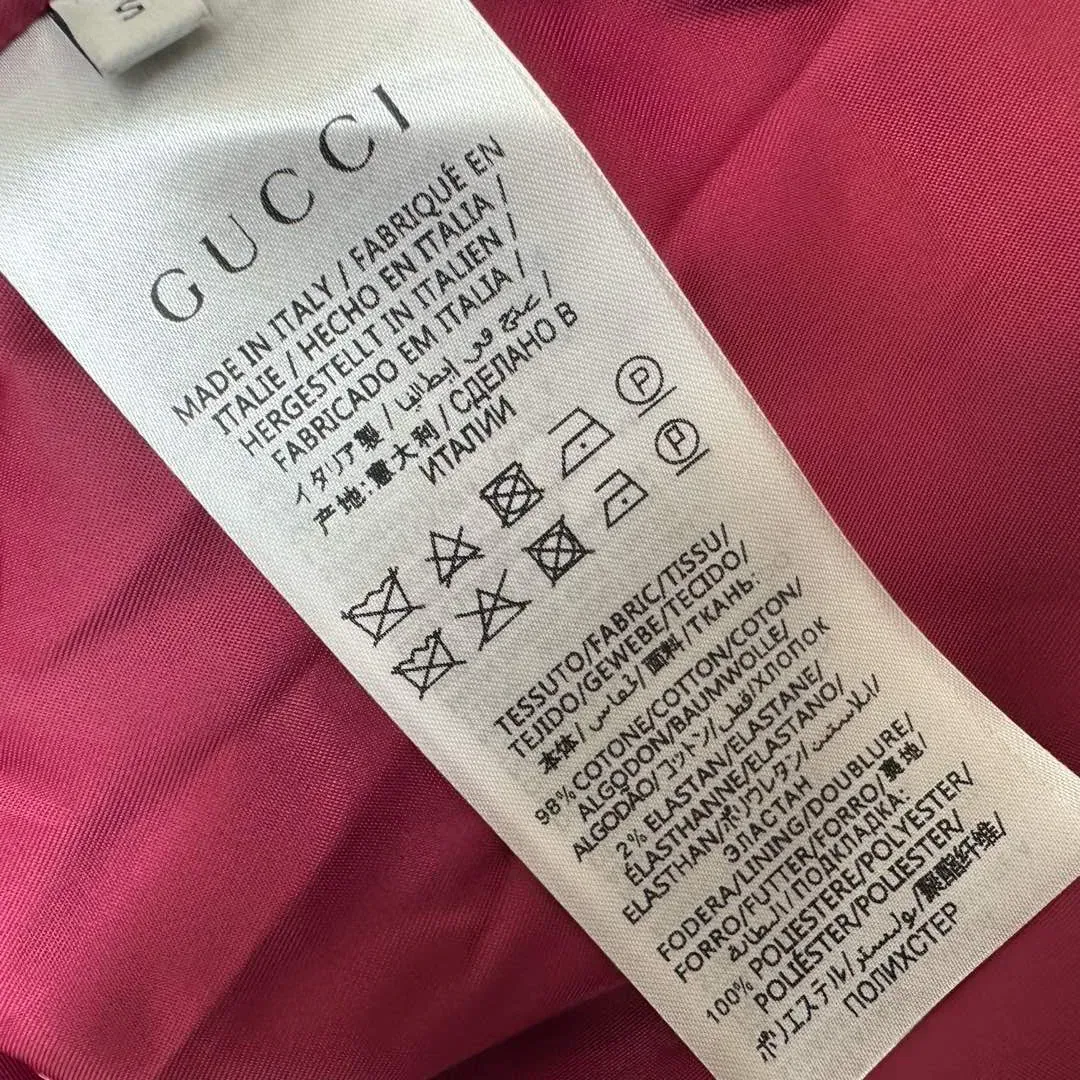 S
GUCCI
MADE IN ITALY / FABRIQUÉ EN
ITALIE / HECHO EN ITALIA /
HERGESTELLT IN ITALIEN /
FABRICADO EM ITALIA /
イタリア製 / صنع في إيطاليا /
产地:意大利 / СДЕЛАНО В
ИТАЛИИ
P
P
TESSUTO/FABRIC/TISSU/
TEJIDO/GEWEBE/TECIDO/
本体/قماس/面料/ТКАНЬ:
98% COTONE/COTTON/COTON/
ALGODON/BAUMWOLLE/
ALGODÃO/コットン/قطن/ХЛОПОК
2% ELASTAN/ELASTANE/
ÉLASTHANNE/ELASTANO/
ELASTHAN/ポリウレタン/الاستين/
ЭЛАСТАН
FODERA/LINING/DOUBLURE/
FORRO/FUTTER/FORRO/裏地/
البطانة/ПОДКЛАДКА:
100% POLIESTERE/POLYESTER/
POLIÉSTER/POLIESTER/
ポリエステル/بوليستر/聚酯纤维/
ПОЛИХСТЕР